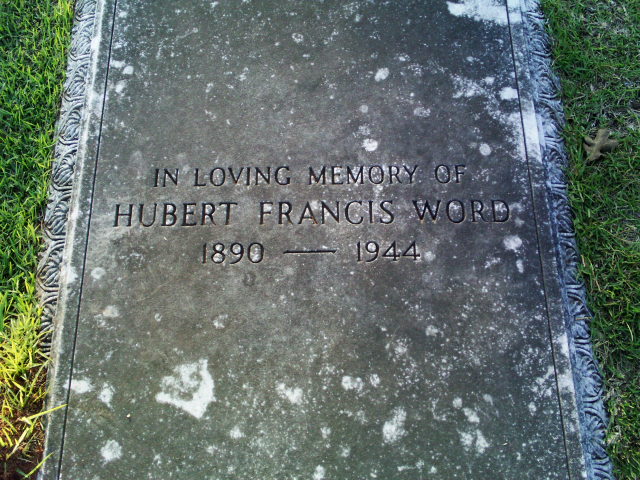 IN LOVING MEMORY OF
HUBERT FRANCIS WORD
1890 — 1944